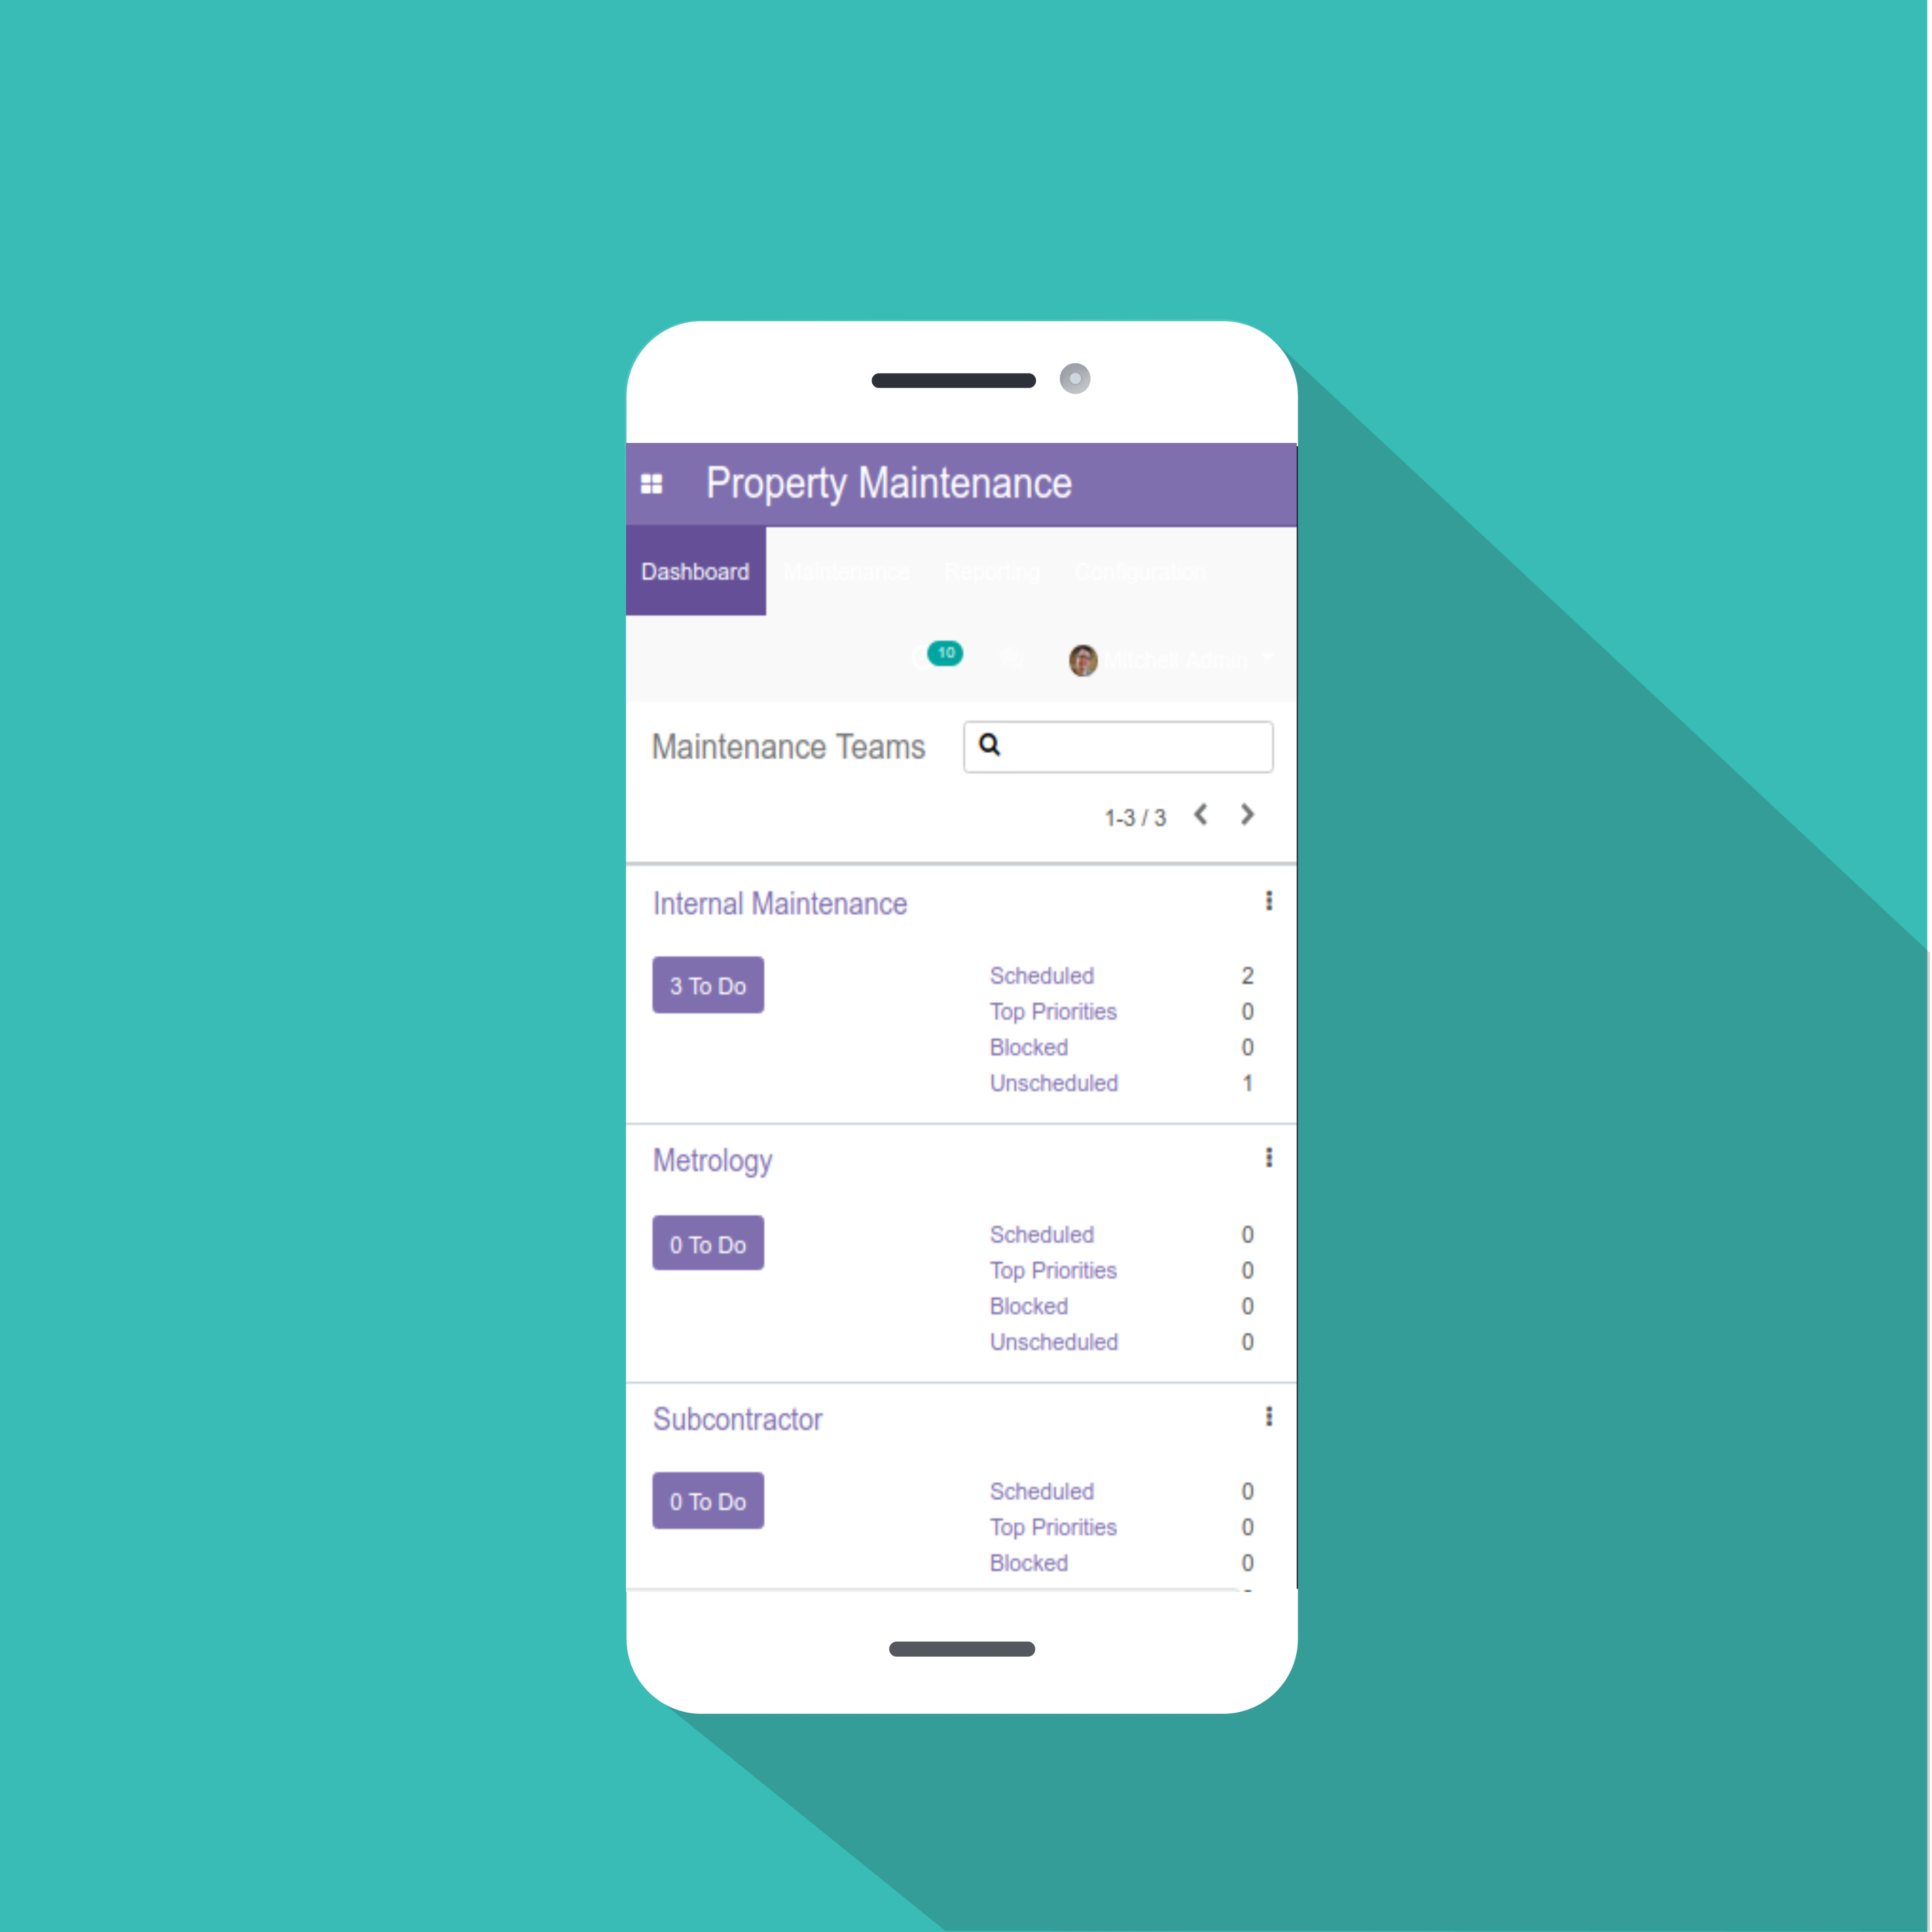 Property Maintenance
Dashboard Maintenance Reporting Configuration
10 Mitchell Admin
Maintenance Teams
1-3 / 3
Internal Maintenance
3 To Do
Scheduled 2
Top Priorities 0
Blocked 0
Unscheduled 1
Metrology
0 To Do
Scheduled 0
Top Priorities 0
Blocked 0
Unscheduled 0
Subcontractor
0 To Do
Scheduled 0
Top Priorities 0
Blocked 0